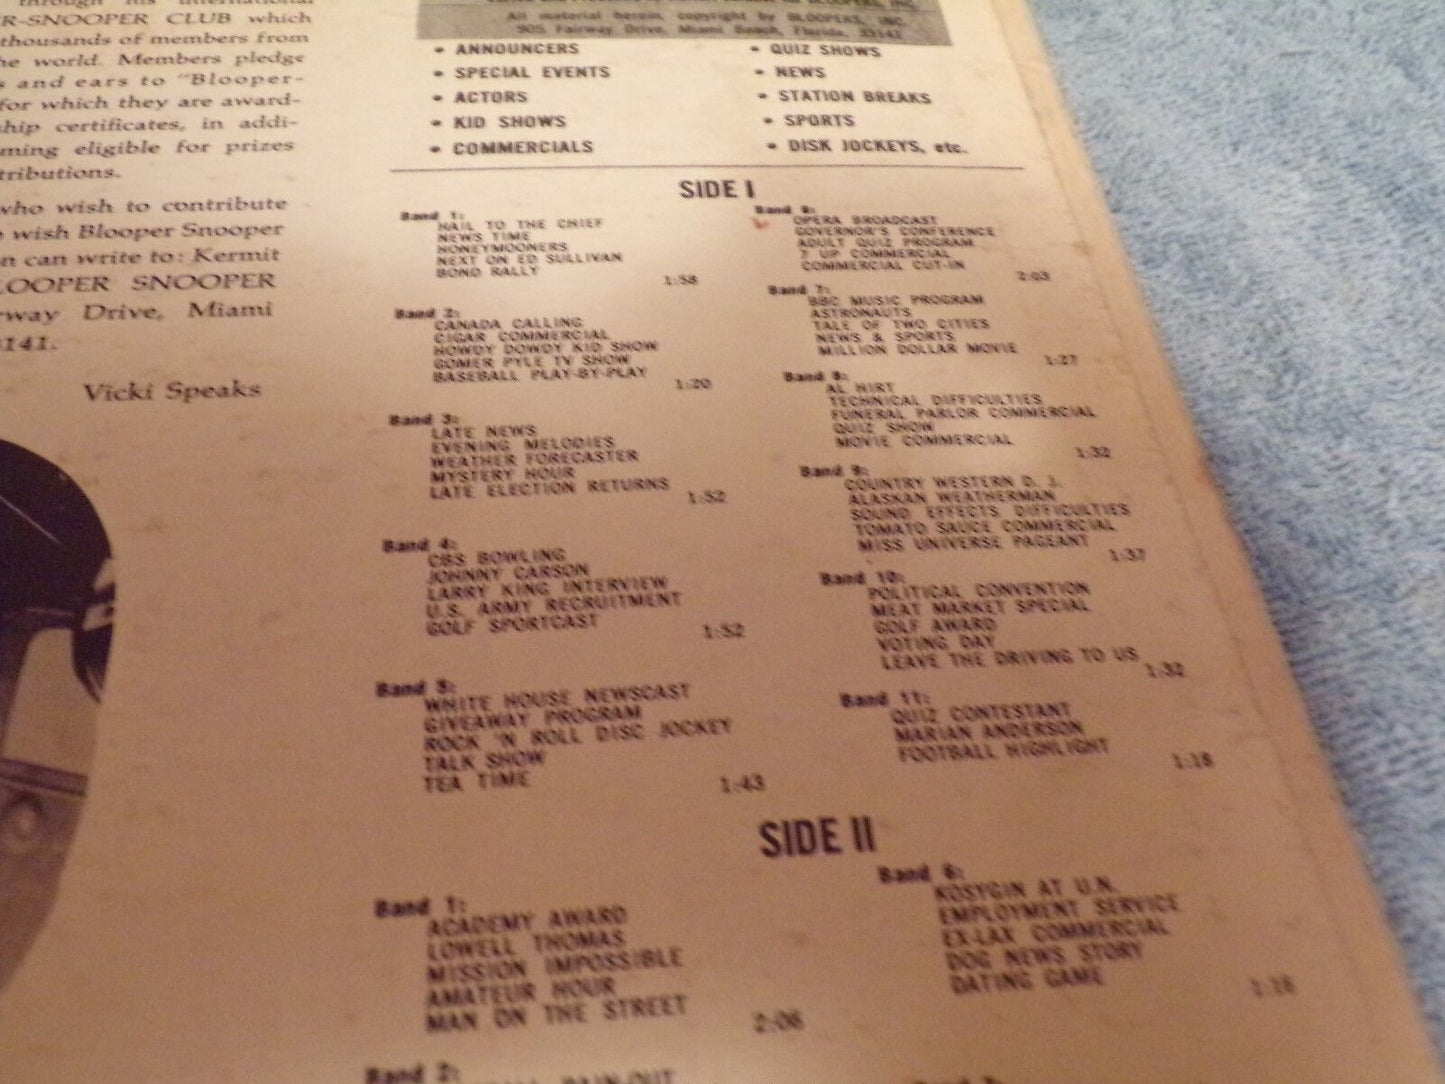 through his international
R-SNOOPER CLUB which
thousands of members from
he world. Members pledge
s and ears to "Blooper-
for which they are award-
hip certificates, in addi-
ming eligible for prizes
tributions.
who wish to contribute
wish Blooper Snooper
n can write to: Kermit
LOOPER SNOOPER
rway Drive, Miami
3141.
Vicki Speaks
BLOOPERS, INC.
All material herein, copyright by BLOOPERS, INC.
905 Fairway Drive, Miami Beach, Florida, 33141
• ANNOUNCERS
• SPECIAL EVENTS
• ACTORS
• KID SHOWS
• COMMERCIALS
• QUIZ SHOWS
• NEWS
• STATION BREAKS
• SPORTS
• DISK JOCKEYS, etc.
SIDE I
Band 1:
HAIL TO THE CHIEF
NEWS TIME
HONEYMOONERS
NEXT ON ED SULLIVAN
BOND RALLY
1:58
Band 2:
CANADA CALLING
CIGAR COMMERCIAL
HOWDY DOWDY KID SHOW
GOMER PYLE TV SHOW
BASEBALL PLAY-BY-PLAY
1:20
Band 3:
LATE NEWS
EVENING MELODIES
WEATHER FORECASTER
MYSTERY HOUR
LATE ELECTION RETURNS
1:52
Band 4:
CBS BOWLING
JOHNNY CARSON
LARRY KING INTERVIEW
U.S. ARMY RECRUITMENT
GOLF SPORTCAST
1:52
Band 5:
WHITE HOUSE NEWSCAST
GIVEAWAY PROGRAM
ROCK 'N ROLL DISC JOCKEY
TALK SHOW
TEA TIME
1:43
Band 6:
OPERA BROADCAST
GOVERNOR'S CONFERENCE
ADULT QUIZ PROGRAM
7 UP COMMERCIAL
COMMERCIAL CUT-IN
2:03
Band 7:
BBC MUSIC PROGRAM
ASTRONAUTS
TALE OF TWO CITIES
NEWS & SPORTS
MILLION DOLLAR MOVIE
1:27
Band 8:
AL HIRT
TECHNICAL DIFFICULTIES
FUNERAL PARLOR COMMERCIAL
QUIZ SHOW
MOVIE COMMERCIAL
1:32
Band 9:
COUNTRY WESTERN D. J.
ALASKAN WEATHERMAN
SOUND EFFECTS DIFFICULTIES
TOMATO SAUCE COMMERCIAL
MISS UNIVERSE PAGEANT
1:37
Band 10:
POLITICAL CONVENTION
MEAT MARKET SPECIAL
GOLF AWARD
VOTING DAY
LEAVE THE DRIVING TO US
1:32
Band 11:
QUIZ CONTESTANT
MARIAN ANDERSON
FOOTBALL HIGHLIGHT
1:18
SIDE II
Band 1:
ACADEMY AWARD
LOWELL THOMAS
MISSION IMPOSSIBLE
AMATEUR HOUR
MAN ON THE STREET
2:06
Band 6:
KOSYGIN AT U.N.
EMPLOYMENT SERVICE
EX-LAX COMMERCIAL
DOG NEWS STORY
DATING GAME
1:16
Band 2:
RAIN-OUT